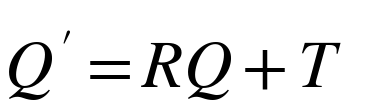 Q′ = RQ + T